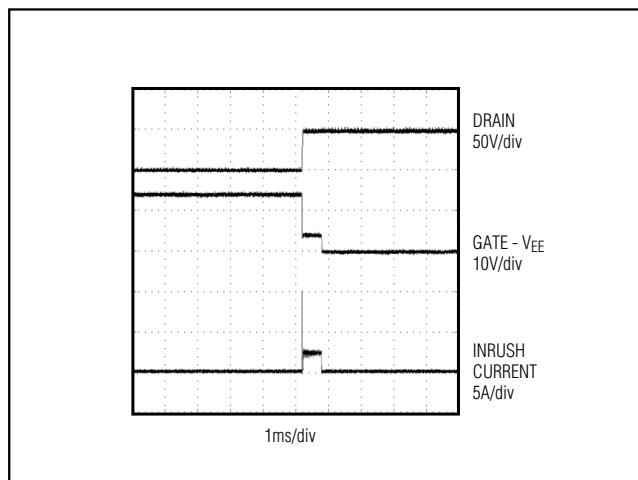 DRAIN
50V/div
GATE - VEE
10V/div
INRUSH
CURRENT
5A/div
1ms/div